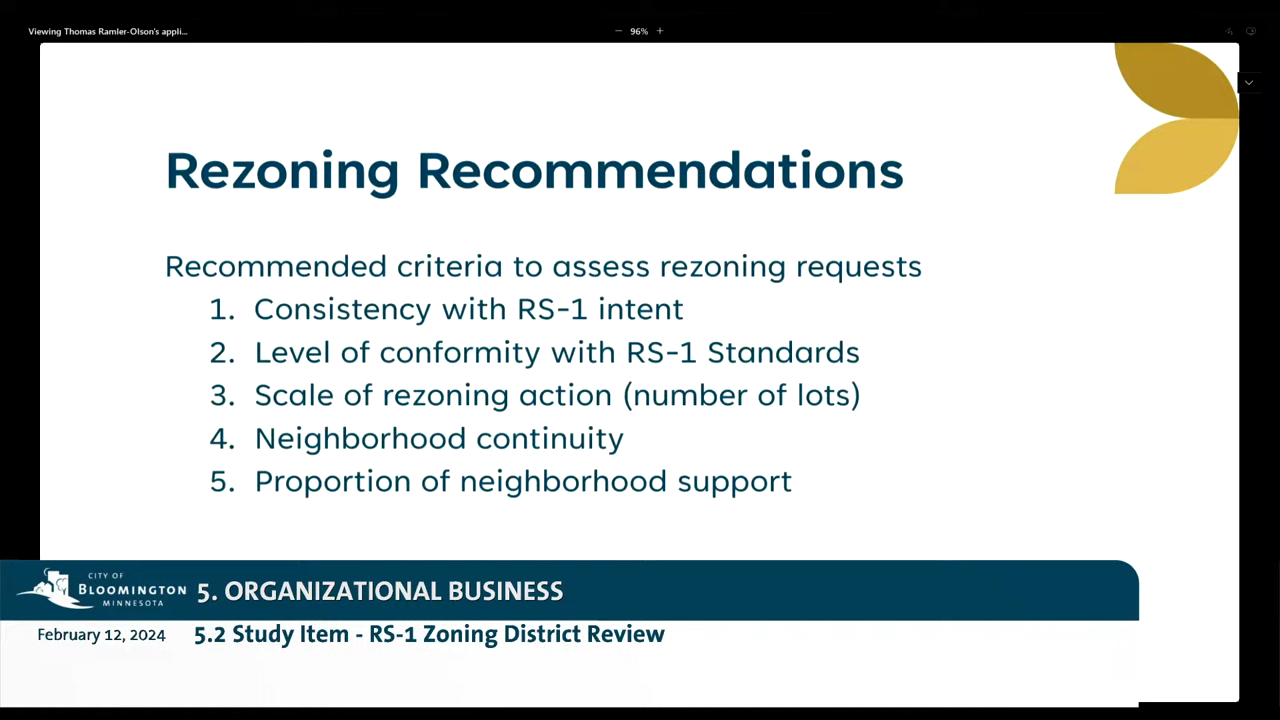 Viewing Thomas Ramler-Olson's appli...
− 96% +
Rezoning Recommendations
Recommended criteria to assess rezoning requests
1. Consistency with RS-1 intent
2. Level of conformity with RS-1 Standards
3. Scale of rezoning action (number of lots)
4. Neighborhood continuity
5. Proportion of neighborhood support
CITY OF
BLOOMINGTON
MINNESOTA
5. ORGANIZATIONAL BUSINESS
February 12, 2024
5.2 Study Item - RS-1 Zoning District Review